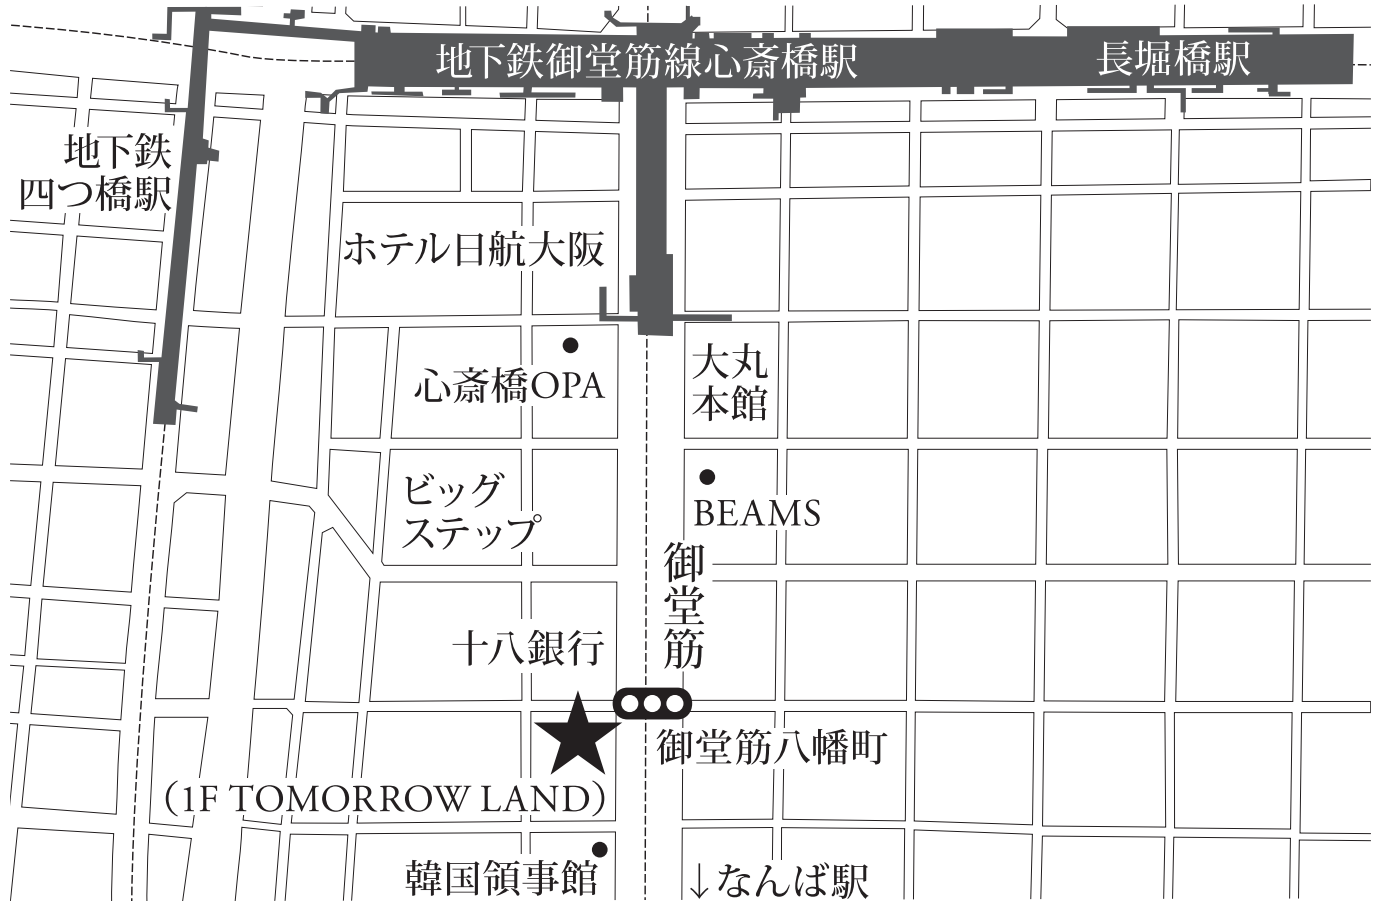 地下鉄御堂筋線心斎橋駅
長堀橋駅
地下鉄
四つ橋駅
ホテル日航大阪
心斎橋OPA
大丸
本館
ビッグ
ステップ
BEAMS
御堂筋
十八銀行
御堂筋八幡町
(1F TOMORROW LAND)
韓国領事館
↓なんば駅